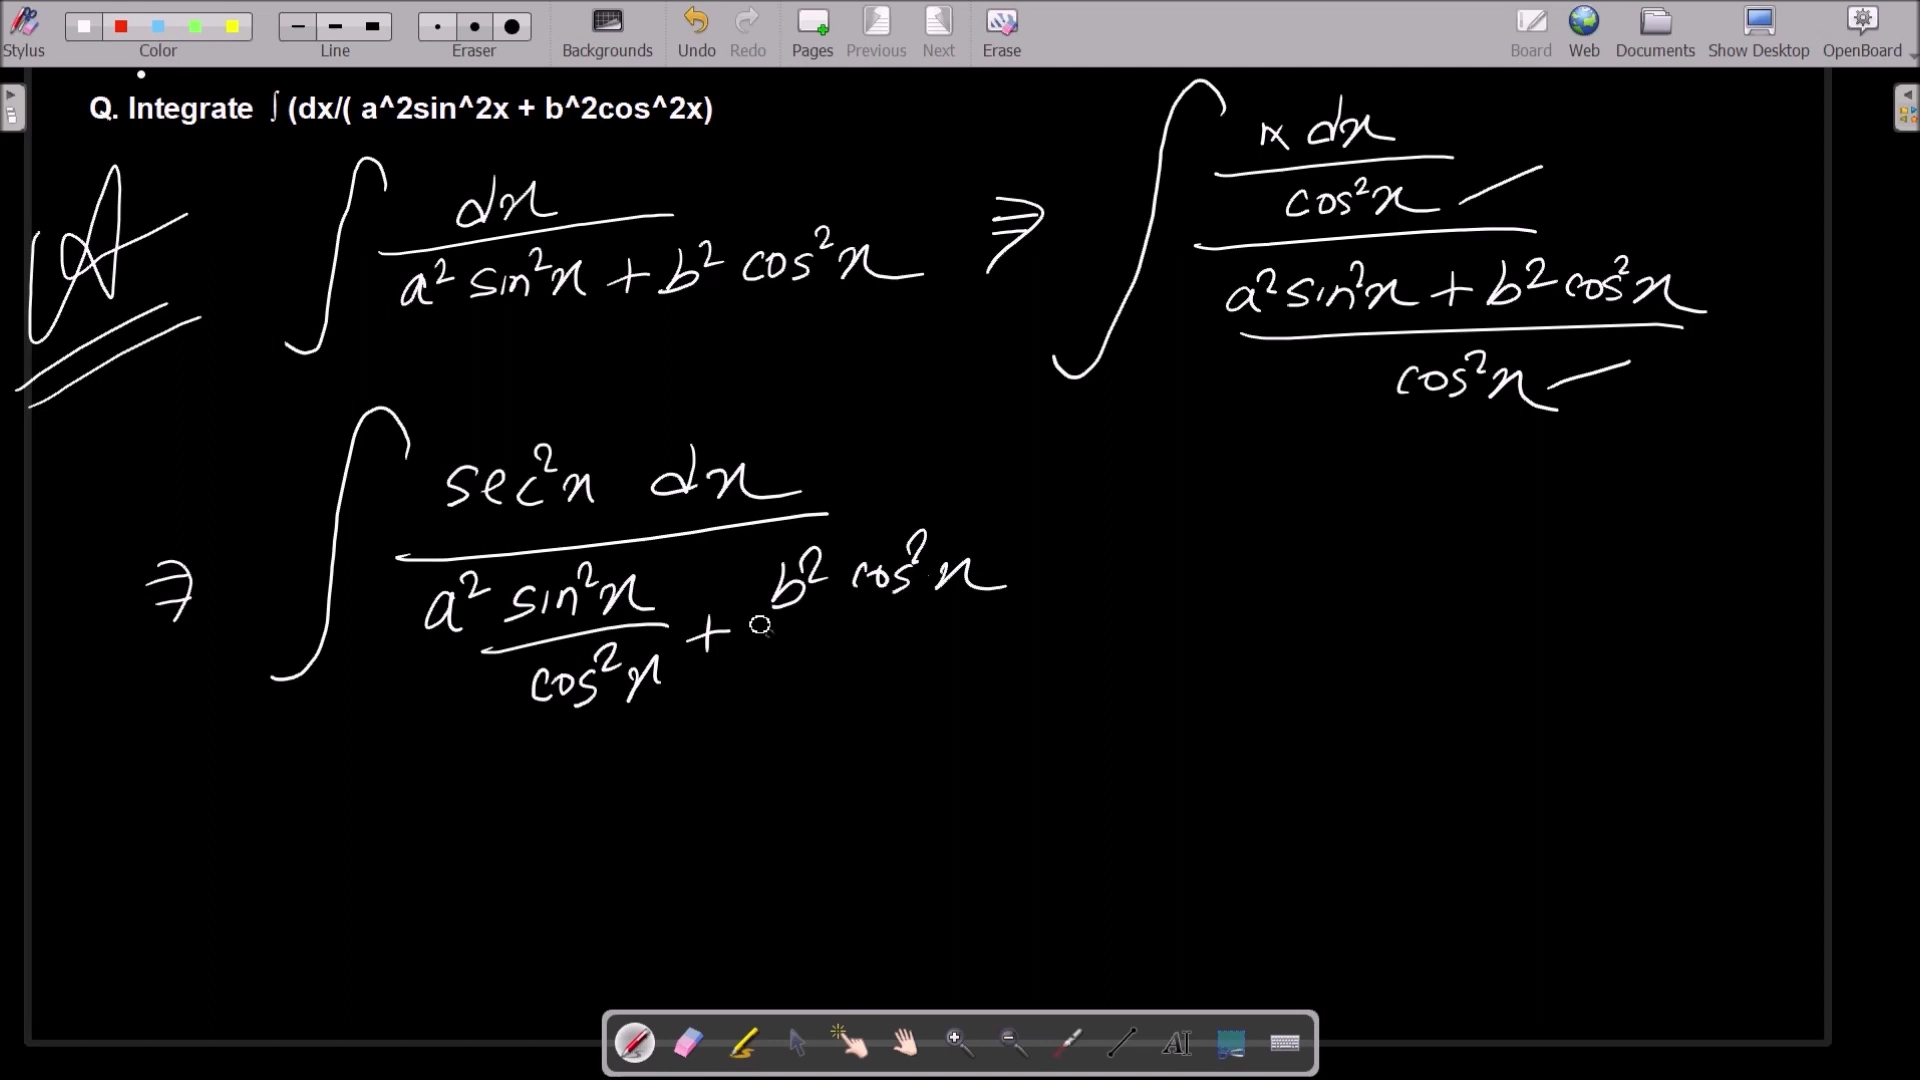 Stylus Color Line Eraser Backgrounds Undo Redo Pages Previous Next Erase Board Web Documents Show Desktop OpenBoard
Q. Integrate ∫ (dx/( a^2sin^2x + b^2cos^2x)
A
∫ dx / (a² sin²x + b² cos²x) ⇒ ∫ (dx / cos²x) / ((a² sin²x + b² cos²x) / cos²x)
⇒ ∫ sec²x dx / (a² sin²x / cos²x + b² cos²x
AI